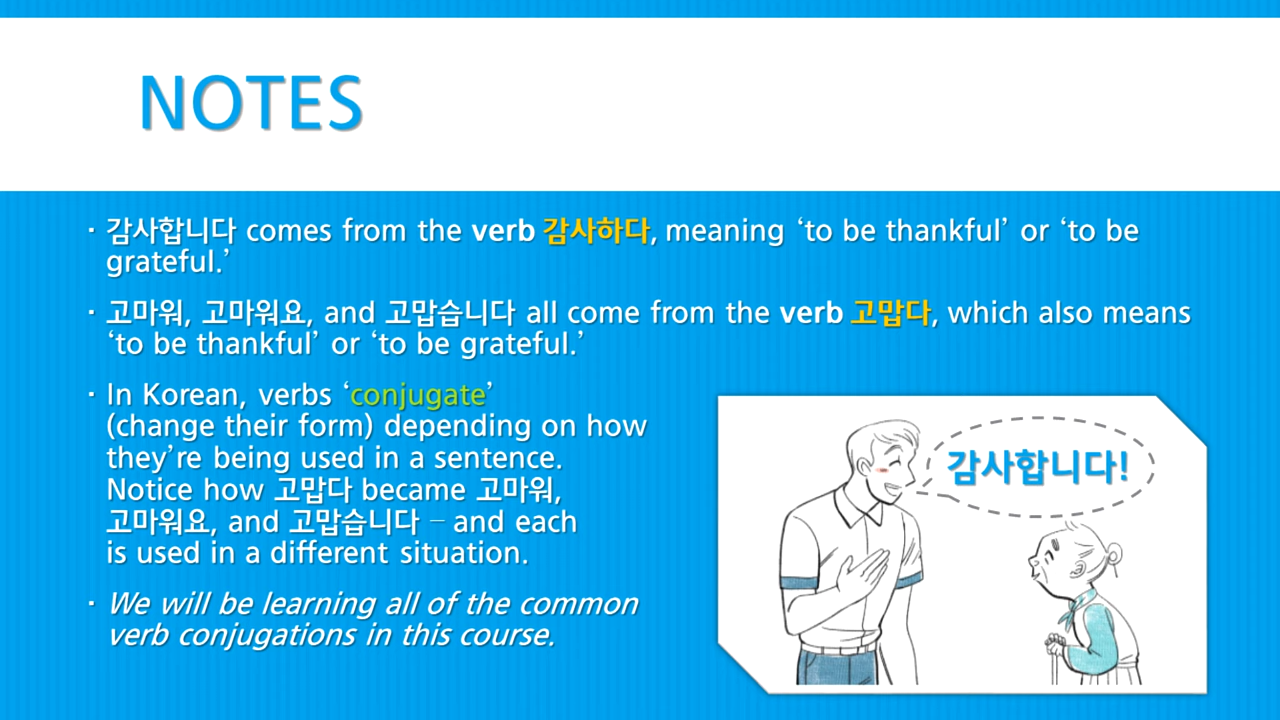 NOTES
· 감사합니다 comes from the verb 감사하다, meaning ‘to be thankful’ or ‘to be
grateful.’
· 고마워, 고마워요, and 고맙습니다 all come from the verb 고맙다, which also means
‘to be thankful’ or ‘to be grateful.’
· In Korean, verbs ‘conjugate’
(change their form) depending on how
they’re being used in a sentence.
Notice how 고맙다 became 고마워,
고마워요, and 고맙습니다 – and each
is used in a different situation.
· We will be learning all of the common
verb conjugations in this course.
감사합니다!